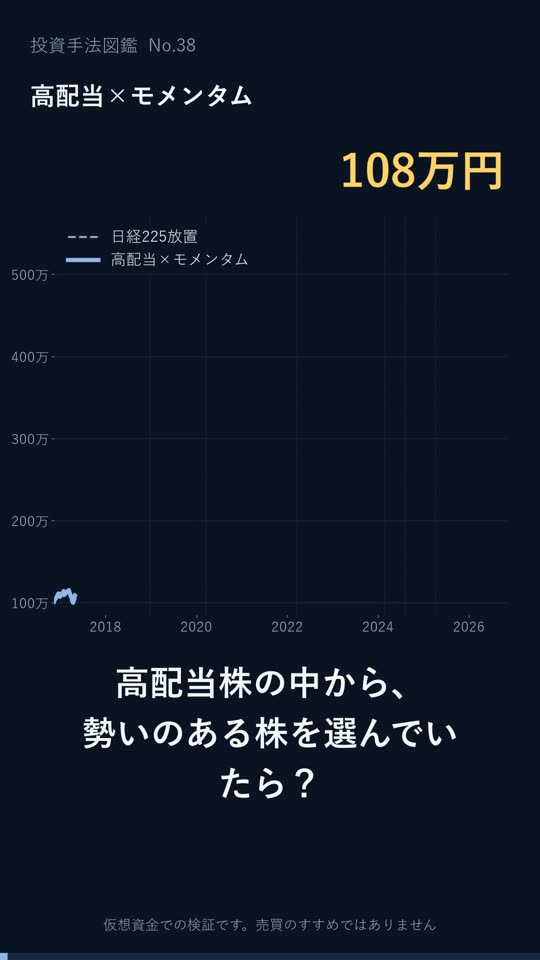 投資手法図鑑 No.38
高配当×モメンタム
108万円
日経225放置
高配当×モメンタム
500万
400万
300万
200万
100万
2018 2020 2022 2024 2026
高配当株の中から、
勢いのある株を選んでい
たら？
仮想資金での検証です。売買のすすめではありません